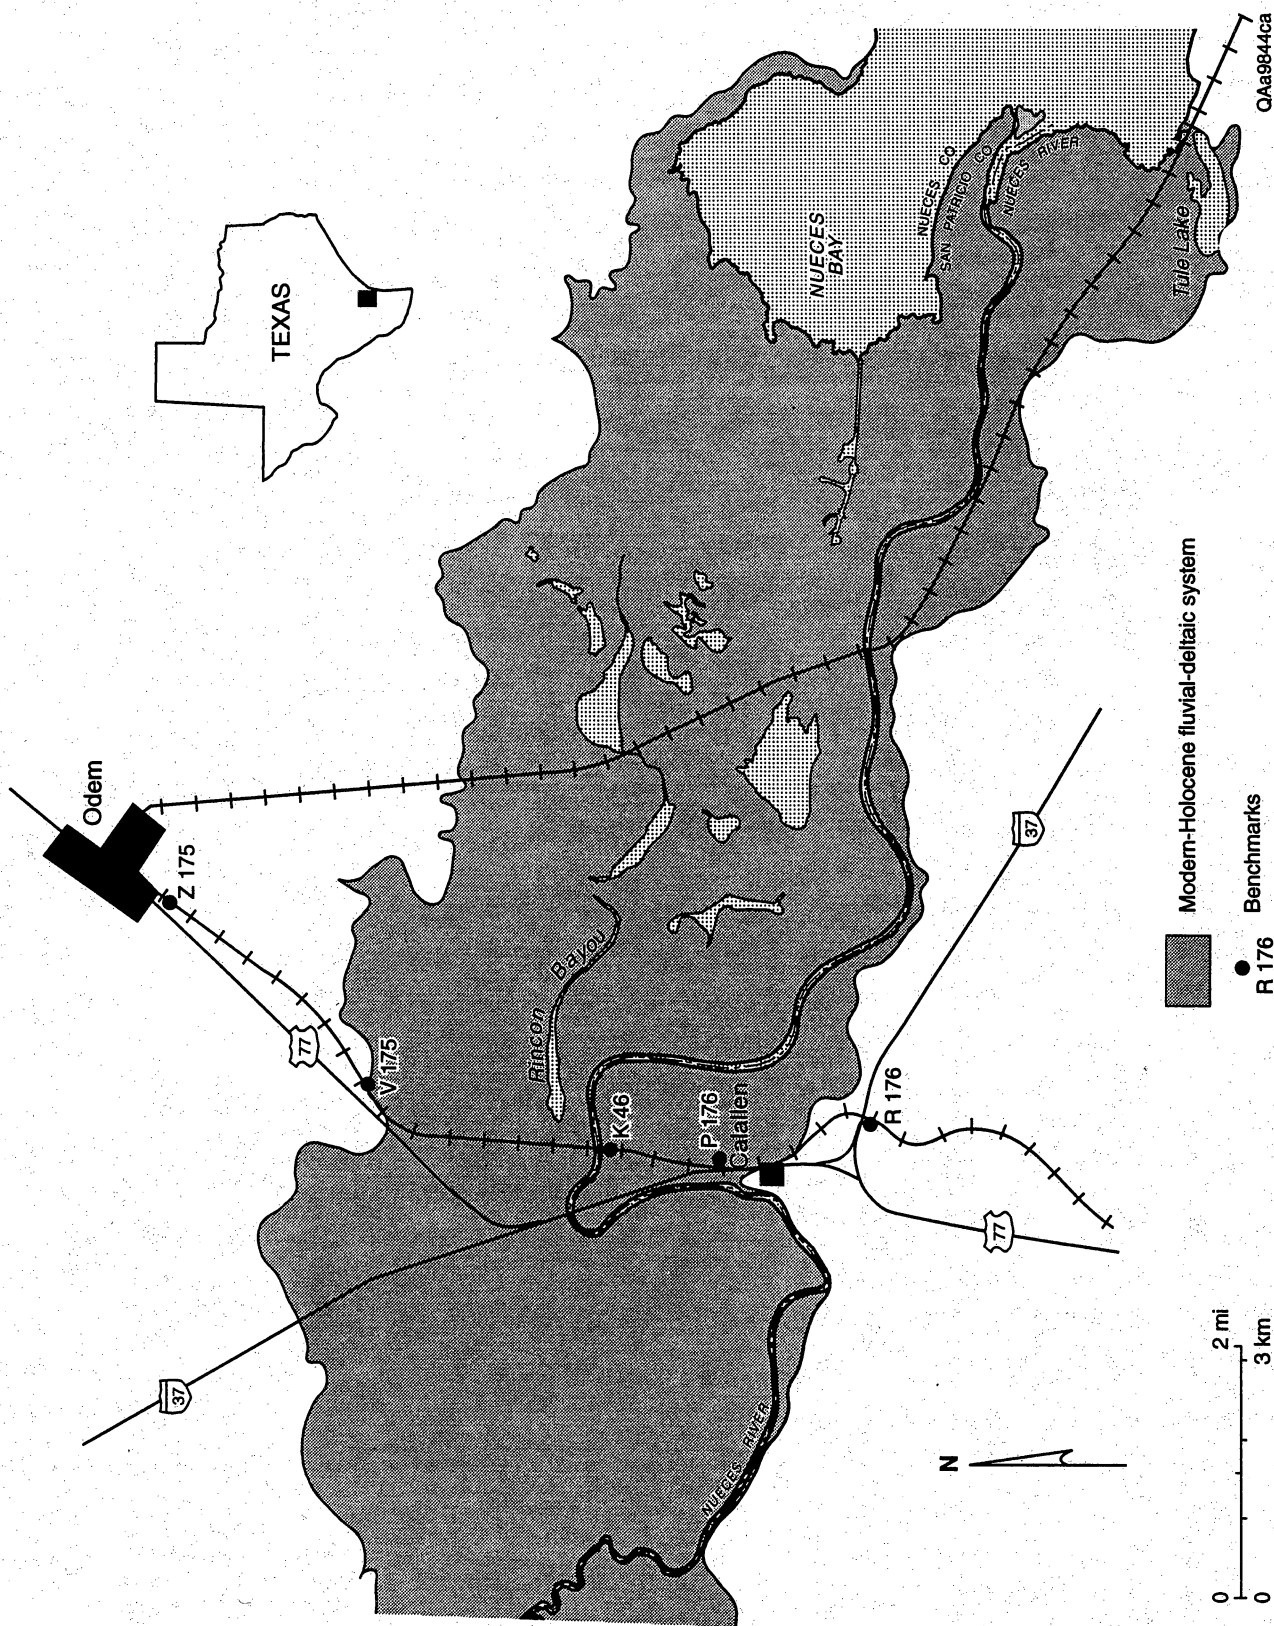 Odem
Z 175
77
V 175
TEXAS
37
Rincon
Bayou
K 46
P 176
Calallen
R 176
77
37
NUECES
BAY
NUECES CO
SAN PATRICIO CO
NUECES RIVER
Tule Lake
NUECES RIVER
N
0
2 mi
0
3 km
Modern-Holocene fluvial-deltaic system
R 176
Benchmarks
QAa9844ca